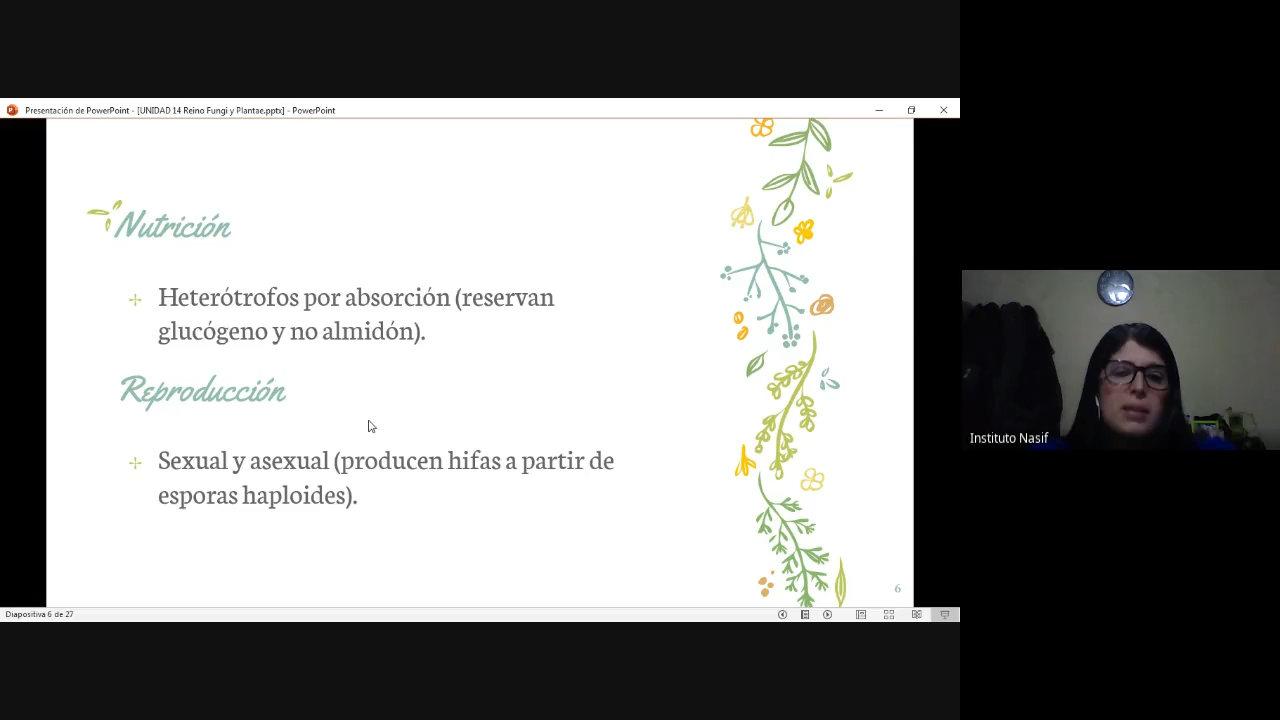 Presentación de PowerPoint - [UNIDAD 14 Reino Fungi y Plantae.pptx] - PowerPoint
Nutrición
Heterótrofos por absorción (reservan
glucógeno y no almidón).
Reproducción
Sexual y asexual (producen hifas a partir de
esporas haploides).
6
Diapositiva 6 de 27
Instituto Nasif